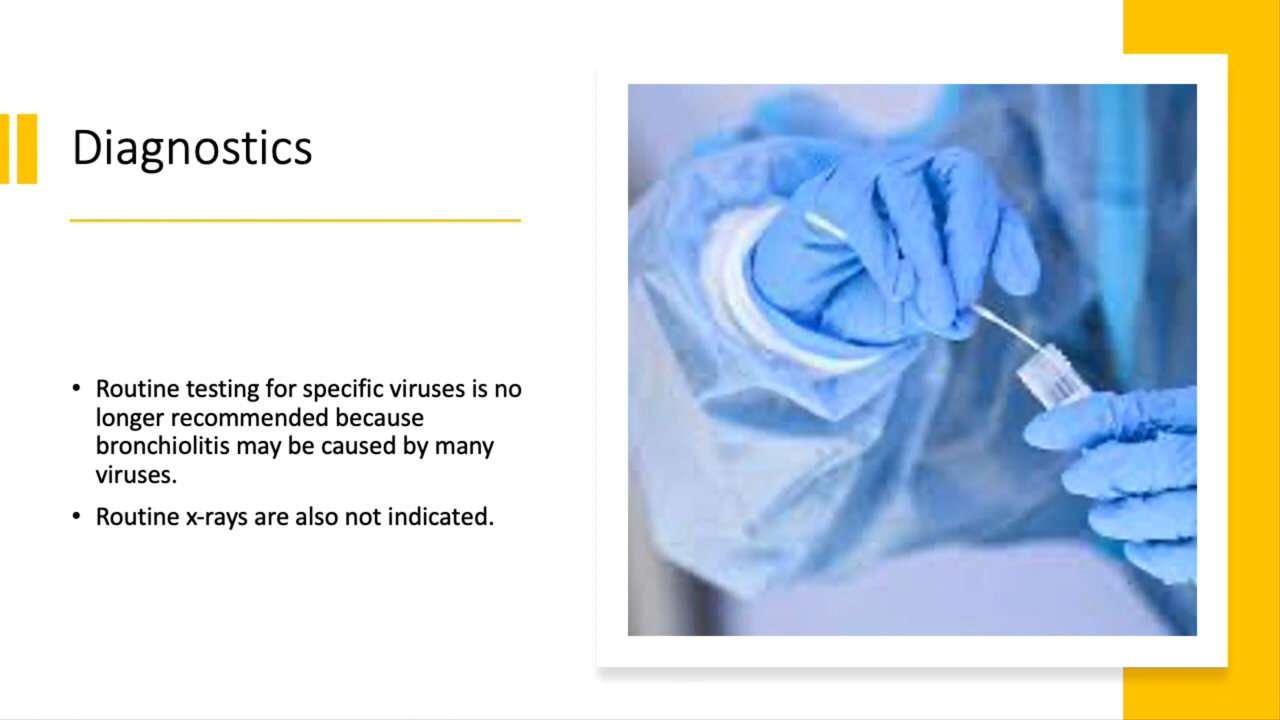 Diagnostics
• Routine testing for specific viruses is no
longer recommended because
bronchiolitis may be caused by many
viruses.
• Routine x-rays are also not indicated.